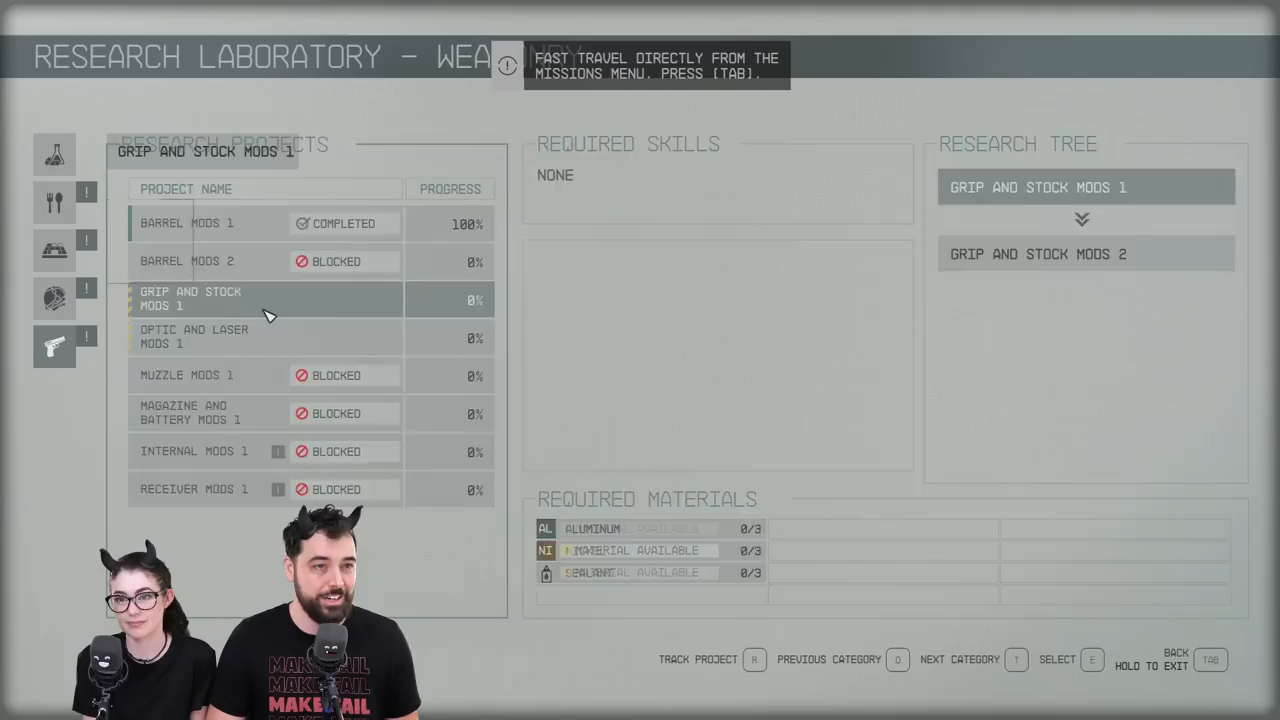 RESEARCH LABORATORY –
FAST TRAVEL DIRECTLY FROM THE
MISSIONS MENU. PRESS [TAB].
RESEARCH PROJECTS
GRIP AND STOCK MODS 1
PROJECT NAME
PROGRESS
BARREL MODS 1
COMPLETED
100%
BARREL MODS 2
BLOCKED
0%
GRIP AND STOCK
MODS 1
0%
OPTIC AND LASER
MODS 1
0%
MUZZLE MODS 1
BLOCKED
0%
MAGAZINE AND
BATTERY MODS 1
BLOCKED
0%
INTERNAL MODS 1
BLOCKED
0%
RECEIVER MODS 1
BLOCKED
0%
REQUIRED SKILLS
NONE
RESEARCH TREE
GRIP AND STOCK MODS 1
GRIP AND STOCK MODS 2
REQUIRED MATERIALS
AL ALUMINUM AVAILABLE 0/3
NI MATERIAL AVAILABLE 0/3
SEALANT AVAILABLE 0/3
TRACK PROJECT R
PREVIOUS CATEGORY Q
NEXT CATEGORY T
SELECT E
BACK
HOLD TO EXIT TAB
MAKE FAIL
MAKE FAIL
MAKE FAIL